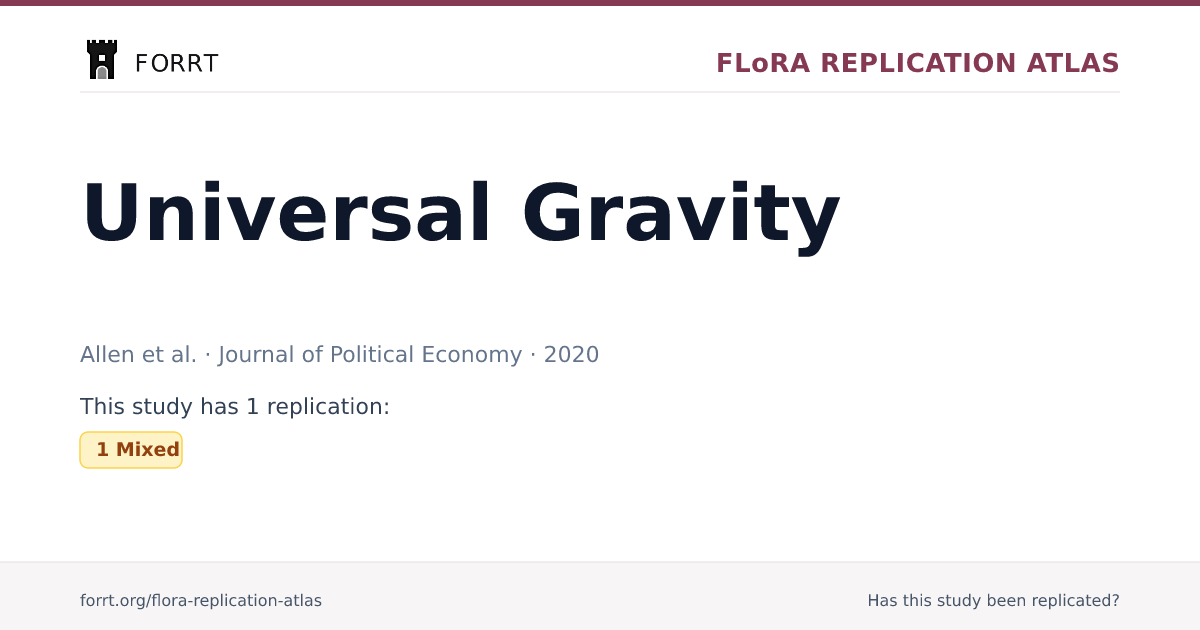 FORRT
FLoRA REPLICATION ATLAS
Universal Gravity
Allen et al. · Journal of Political Economy · 2020
This study has 1 replication:
1 Mixed
forrt.org/flora-replication-atlas
Has this study been replicated?